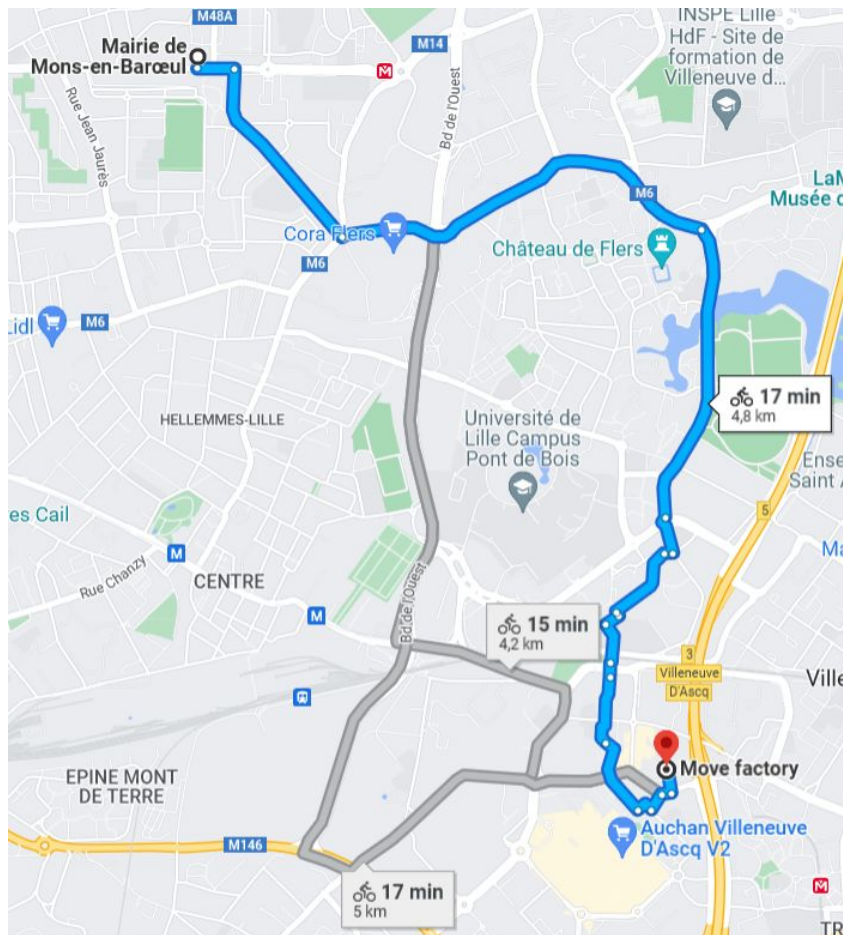 M48A
Mairie de
Mons-en-Barœul
M14
INSPE Lille
HdF - Site de
formation de
Villeneuve d...
Rue Jean Jaurès
Bd de l'Ouest
LaM
Musée d
M6
Cora Flers
Château de Flers
M6
Lidl
M6
17 min
4,8 km
HELLEMMES-LILLE
Université de
Lille Campus
Pont de Bois
Ense
Saint A
es Cail
5
M
Ma
Rue Chanzy
CENTRE
M
Bd de l'Ouest
15 min
4,2 km
3
Villeneuve
D'Ascq
Ville
EPINE MONT
DE TERRE
Move factory
M146
Auchan Villeneuve
D'Ascq V2
17 min
5 km
M
TR